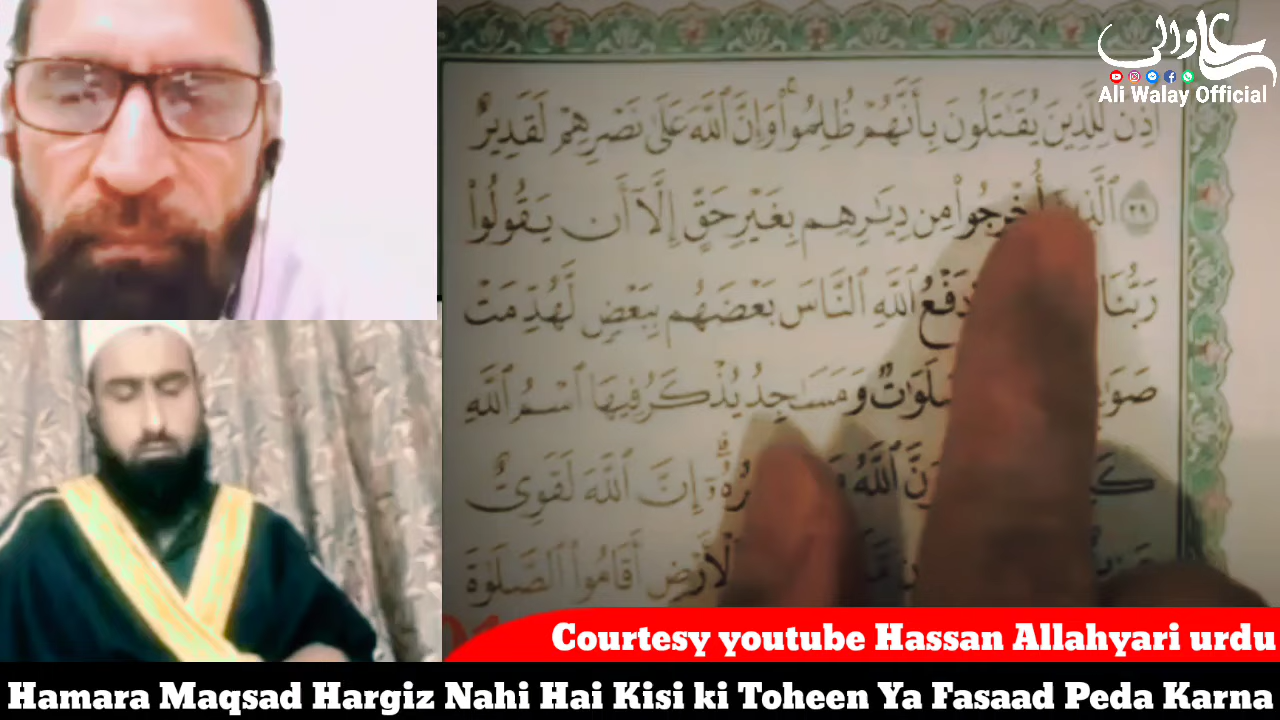 علی والی
Ali Walay Official
أُذِنَ لِلَّذِينَ يُقَٰتَلُونَ بِأَنَّهُمْ ظُلِمُوا۟ وَإِنَّ ٱللَّهَ عَلَىٰ نَصْرِهِمْ لَقَدِيرٌ
٣٩ أُخْرِجُوا۟ مِن دِيَٰرِهِم بِغَيْرِ حَقٍّ إِلَّآ أَن يَقُولُوا۟
رَبُّنَا دَفْعُ ٱللَّهِ ٱلنَّاسَ بَعْضَهُم بِبَعْضٍ لَّهُدِّمَتْ
وَمَسَٰجِدُ يُذْكَرُ فِيهَا ٱسْمُ ٱللَّهِ
ٱللَّهُ إِنَّ ٱللَّهَ لَقَوِىٌّ
ٱلْأَرْضِ أَقَامُوا۟ ٱلصَّلَوٰةَ
Courtesy youtube Hassan Allahyari urdu
Hamara Maqsad Hargiz Nahi Hai Kisi ki Toheen Ya Fasaad Peda Karna